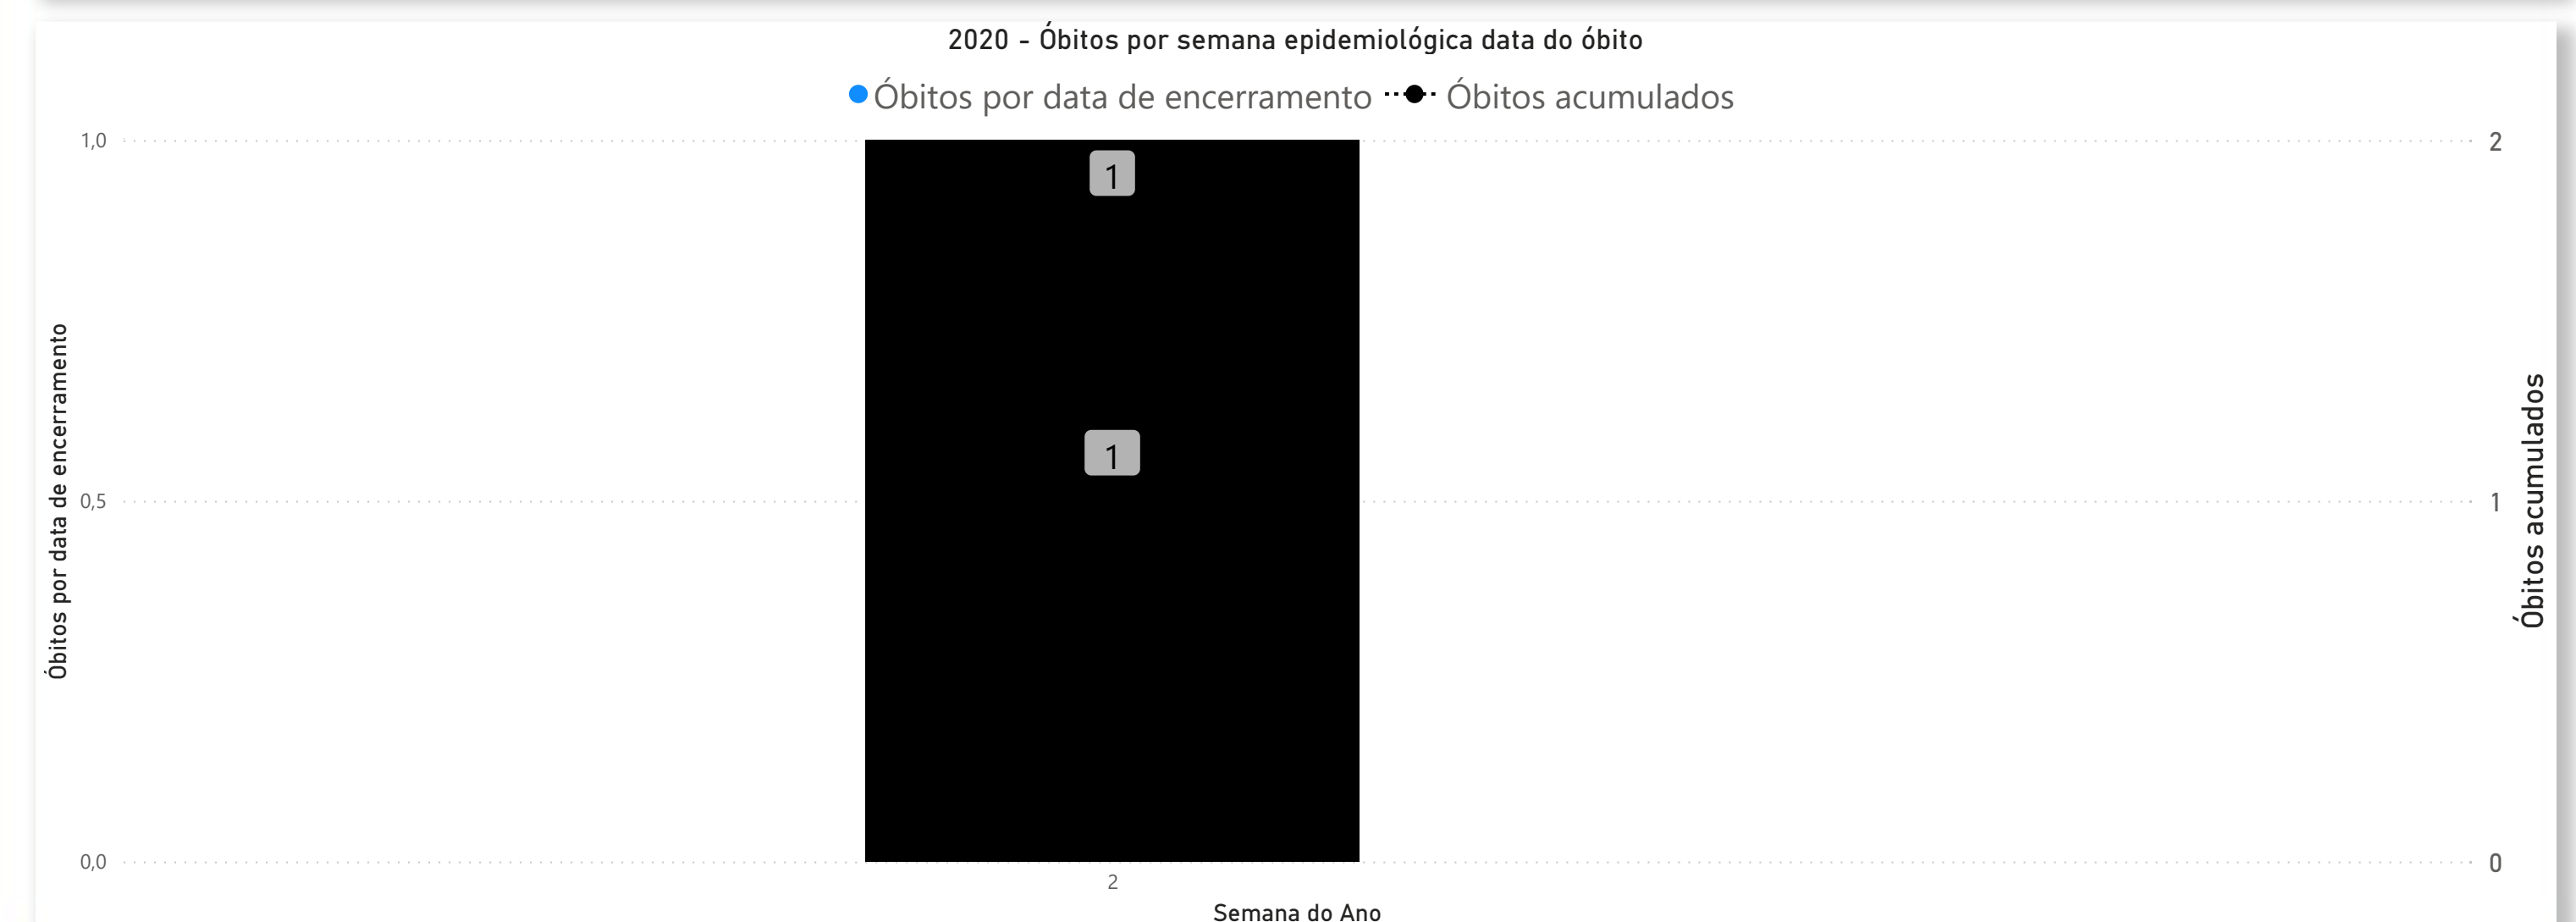 2020 - Óbitos por semana epidemiológica data do óbito
Óbitos por data de encerramento Óbitos acumulados
1,0
0,5
0,0
Óbitos por data de encerramento
1
1
2
1
0
Óbitos acumulados
2
Semana do Ano